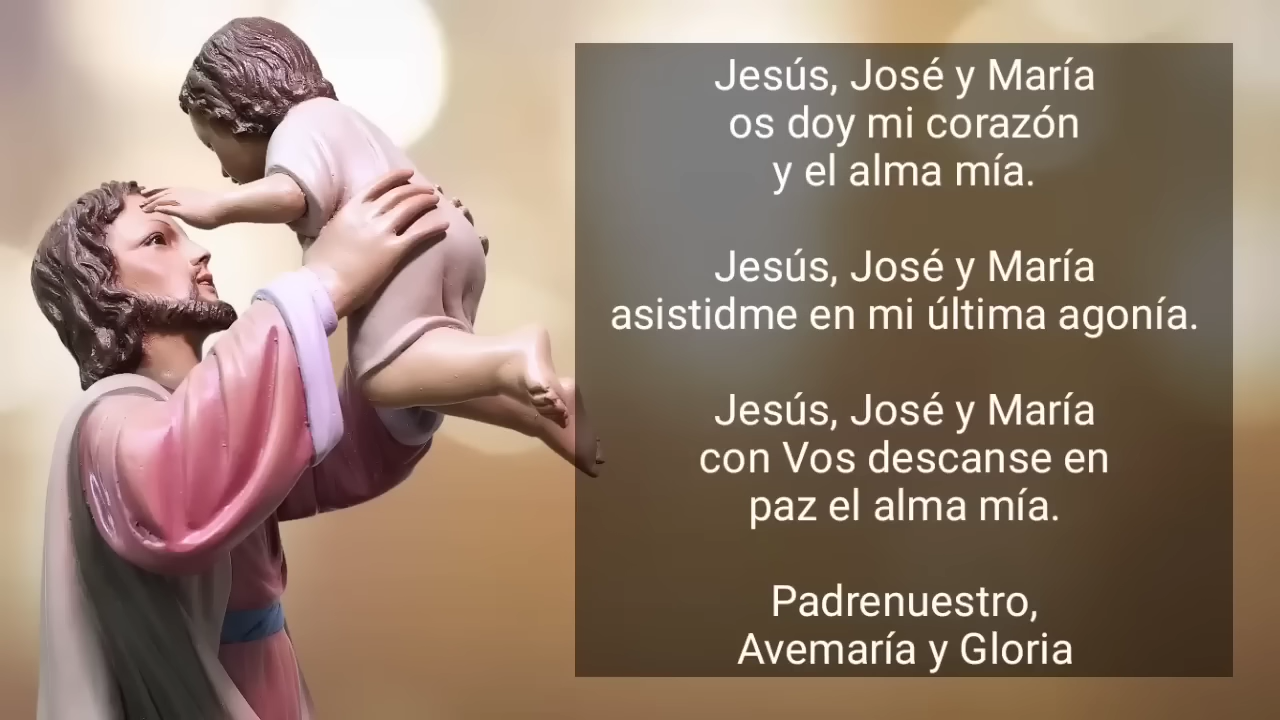 Jesús, José y María
os doy mi corazón
y el alma mía.
Jesús, José y María
asistidme en mi última agonía.
Jesús, José y María
con Vos descanse en
paz el alma mía.
Padrenuestro,
Avemaría y Gloria